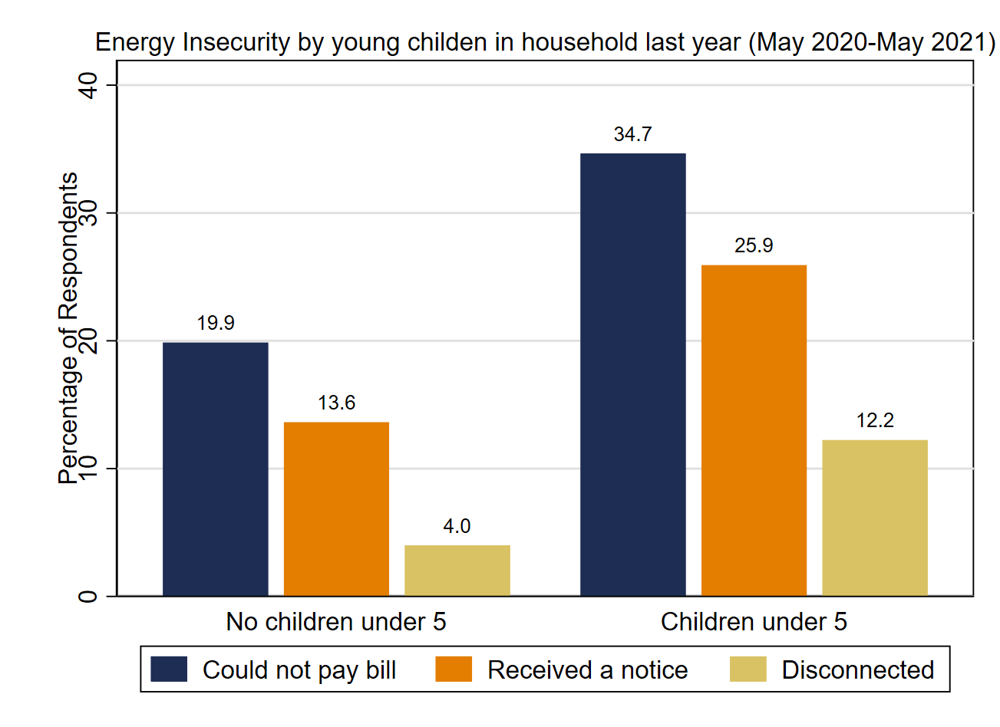 Energy Insecurity by young childen in household last year (May 2020-May 2021)
Percentage of Respondents
40
30
20
10
0
19.9
13.6
4.0
34.7
25.9
12.2
No children under 5
Children under 5
Could not pay bill
Received a notice
Disconnected